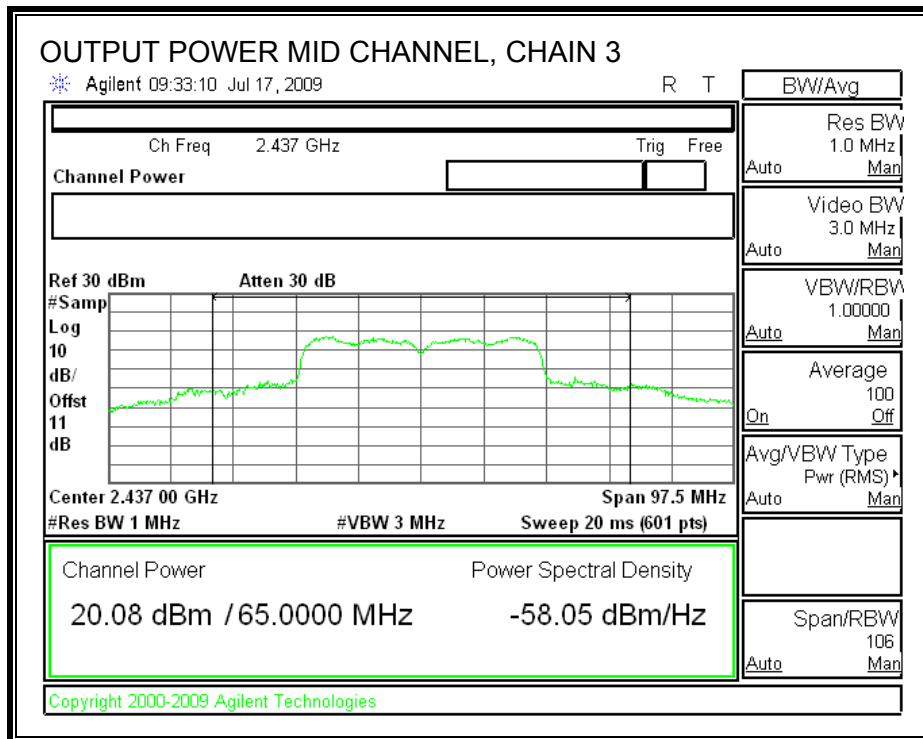 OUTPUT POWER MID CHANNEL, CHAIN 3
Agilent 09:33:10 Jul 17, 2009 R T
Ch Freq 2.437 GHz Trig Free
Channel Power
Ref 30 dBm Atten 30 dB
#Samp
Log
10
dB/
Offst
11
dB
Center 2.437 00 GHz Span 97.5 MHz
#Res BW 1 MHz #VBW 3 MHz Sweep 20 ms (601 pts)
Channel Power Power Spectral Density
20.08 dBm / 65.0000 MHz -58.05 dBm/Hz
Copyright 2000-2009 Agilent Technologies
BW/Avg
Res BW
1.0 MHz
Auto Man
Video BW
3.0 MHz
Auto Man
VBW/RBW
1.00000
Auto Man
Average
100
On Off
Avg/VBW Type
Pwr (RMS)
Auto Man
Span/RBW
106
Auto Man